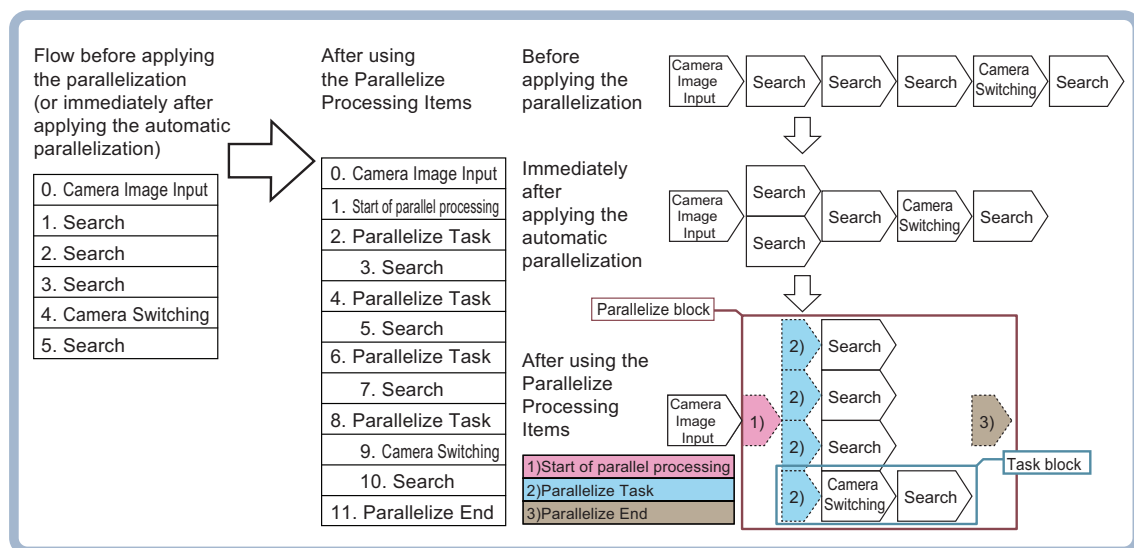 Flow before applying
the parallelization
(or immediately after
applying the automatic
parallelization)
0. Camera Image Input
1. Search
2. Search
3. Search
4. Camera Switching
5. Search
After using
the Parallelize
Processing Items
0. Camera Image Input
1. Start of parallel processing
2. Parallelize Task
3. Search
4. Parallelize Task
5. Search
6. Parallelize Task
7. Search
8. Parallelize Task
9. Camera Switching
10. Search
11. Parallelize End
Before
applying the
parallelization
Camera
Image
Input
Search
Search
Search
Camera
Switching
Search
Immediately
after
applying the
automatic
parallelization
Camera
Image
Input
Search
Search
Search
Camera
Switching
Search
After using the
Parallelize
Processing
Items
Parallelize block
Camera
Image
Input
1)
2)
Search
2)
Search
2)
Search
2)
Camera
Switching
Search
3)
Task block
1)Start of parallel processing
2)Parallelize Task
3)Parallelize End